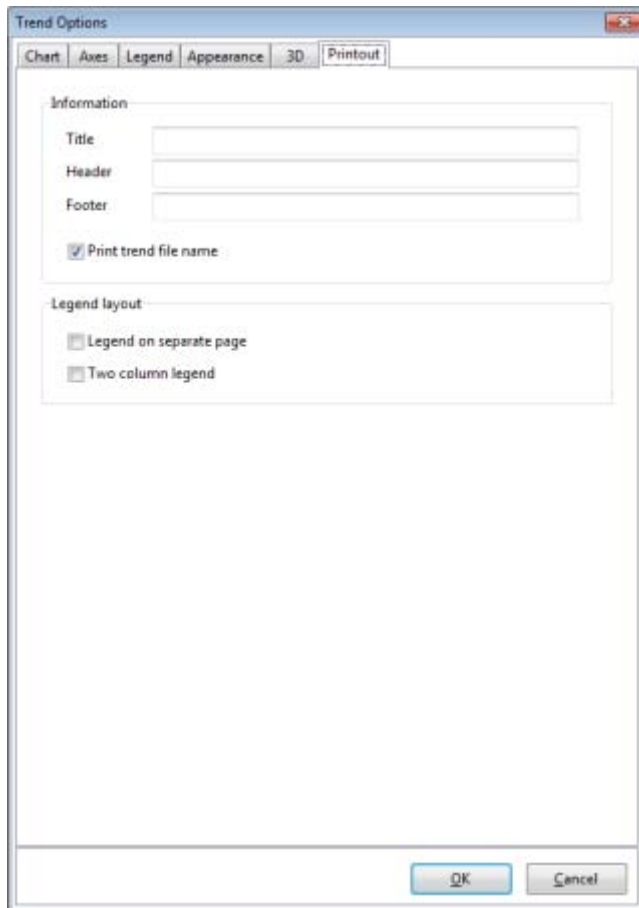 Trend Options
Chart Axes Legend Appearance 3D Printout
Information
Title
Header
Footer
Print trend file name
Legend layout
Legend on separate page
Two column legend
OK Cancel